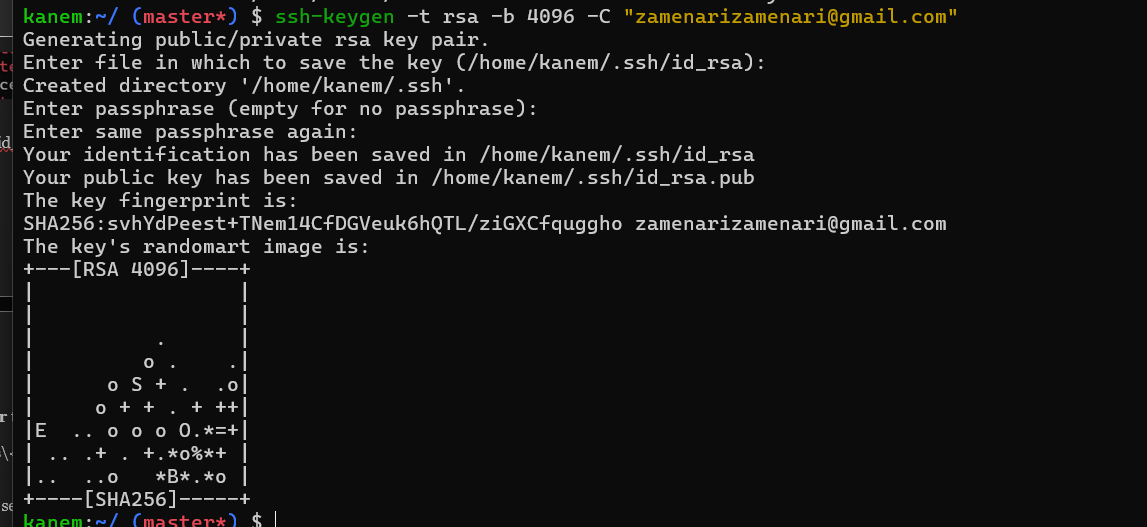 kanem:~/ (master*) $ ssh-keygen -t rsa -b 4096 -C "zamenarizamenari@gmail.com"
Generating public/private rsa key pair.
Enter file in which to save the key (/home/kanem/.ssh/id_rsa):
Created directory '/home/kanem/.ssh'.
Enter passphrase (empty for no passphrase):
Enter same passphrase again:
Your identification has been saved in /home/kanem/.ssh/id_rsa
Your public key has been saved in /home/kanem/.ssh/id_rsa.pub
The key fingerprint is:
SHA256:svhYdPeest+TNem14CfDGVeuk6hQTL/ziGXCfquggho zamenarizamenari@gmail.com
The key's randomart image is:
+---[RSA 4096]----+
|                 |
|                 |
|          .      |
|         o .    .|
|      o S + .  .o|
|     o + + . + ++|
|E  .. o o o O.*=+|
| .. .+ . +.*o%*+ |
|..  ..o   *B*.*o |
+----[SHA256]-----+
kanem:~/ (master*) $